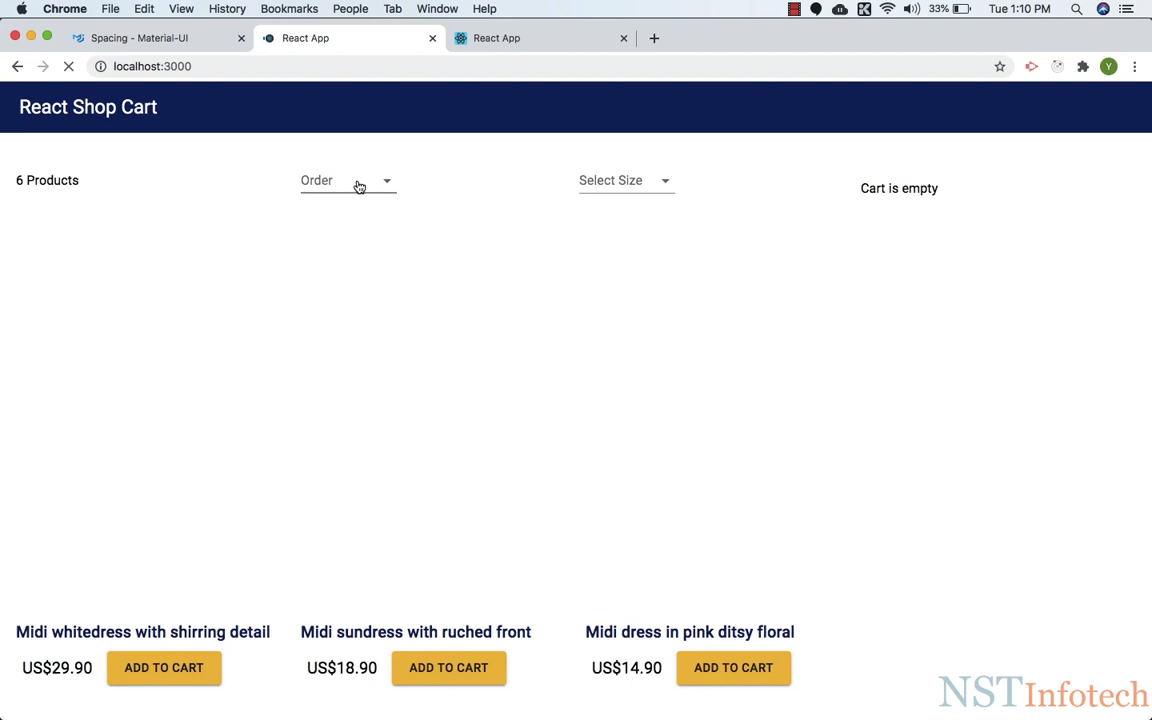 Chrome File Edit View History Bookmarks People Tab Window Help 33% Tue 1:10 PM
Spacing - Material-UI React App React App
localhost:3000 Y
React Shop Cart
6 Products Order Select Size Cart is empty
Midi whitedress with shirring detail Midi sundress with ruched front Midi dress in pink ditsy floral
US$29.90 ADD TO CART US$18.90 ADD TO CART US$14.90 ADD TO CART
NSTInfotech